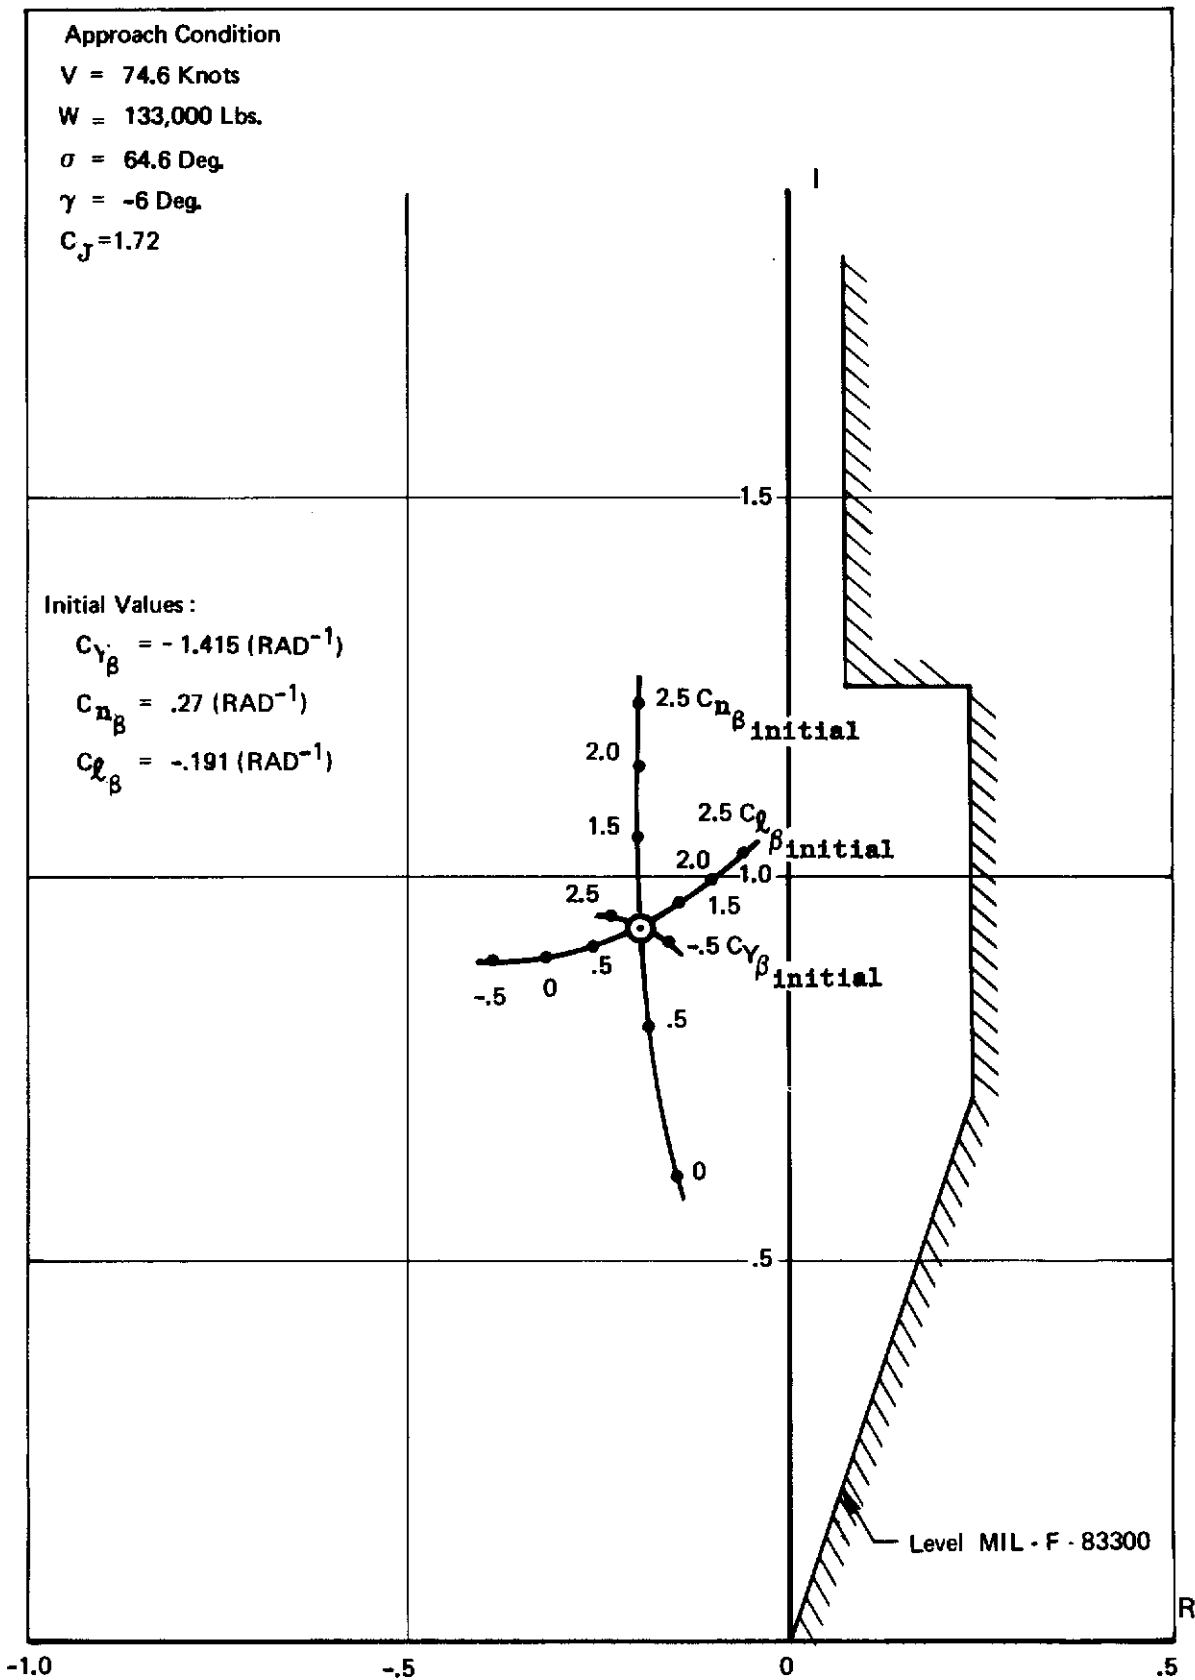 Approach Condition
V = 74.6 Knots
W = 133,000 Lbs.
σ = 64.6 Deg.
γ = -6 Deg.
C_J = 1.72
I
1.5
Initial Values :
C_Yβ = - 1.415 (RAD⁻¹)
C_nβ = .27 (RAD⁻¹)
C_ℓβ = -.191 (RAD⁻¹)
2.5 C_nβ initial
2.0
1.5
2.5 C_ℓβ initial
2.0
1.0
2.5
1.5
-.5 C_Yβ initial
.5
-.5
0
.5
0
.5
Level MIL - F - 83300
R
-1.0
-.5
0
.5